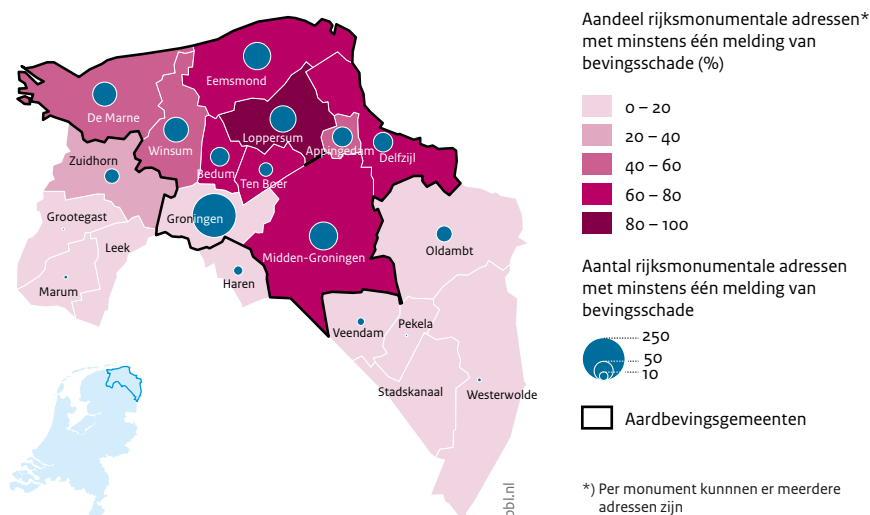 Aandeel rijksmonumentale adressen*
met minstens één melding van
bevingsschade (%)
0 – 20
20 – 40
40 – 60
60 – 80
80 – 100
Aantal rijksmonumentale adressen
met minstens één melding van
bevingsschade
250
50
10
Aardbevingsgemeenten
*) Per monument kunnnen er meerdere
adressen zijn
Eemsmond
De Marne
Loppersum
Winsum
Appingedam
Delfzijl
Zuidhorn
Bedum
Ten Boer
Grootegast
Groningen
Leek
Oldambt
Midden-Groningen
Marum
Haren
Veendam
Pekela
Stadskanaal
Westerwolde
pbl.nl